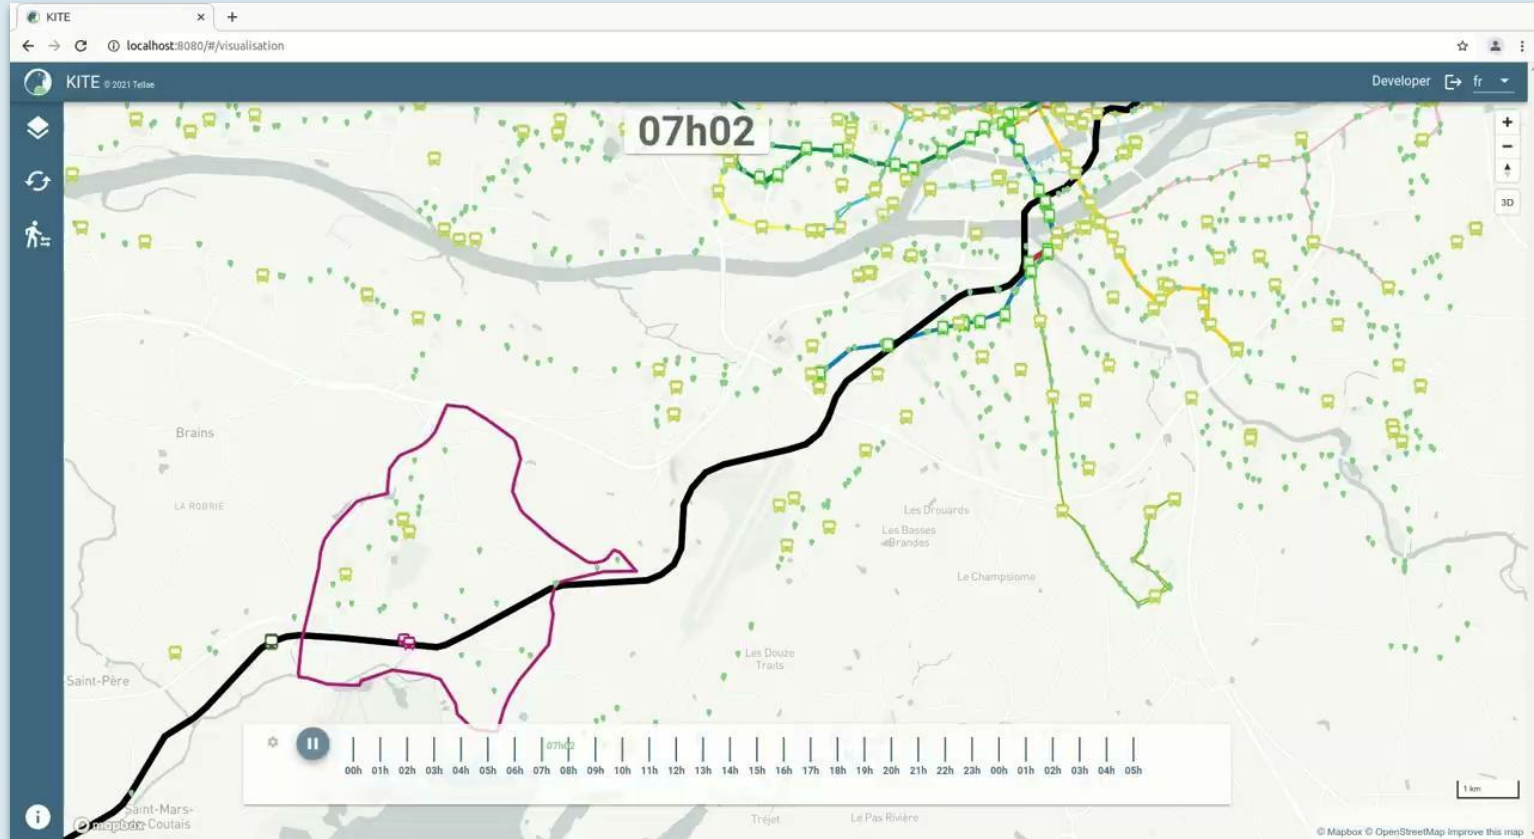 KITE
localhost:8080/#/visualisation
KITE © 2021 Tellae
Developer
fr
07h02
3D
Brains
LA ROBRIE
Les Drouards
Les Basses
Brandes
Le Champsiome
Les Douze
Traits
Saint-Père
07h02
00h 01h 02h 03h 04h 05h 06h 07h 08h 09h 10h 11h 12h 13h 14h 15h 16h 17h 18h 19h 20h 21h 22h 23h 00h 01h 02h 03h 04h 05h
1 km
Saint-Mars-
Coutais
mapbox
Tréjet
Le Pas Rivière
© Mapbox © OpenStreetMap Improve this map